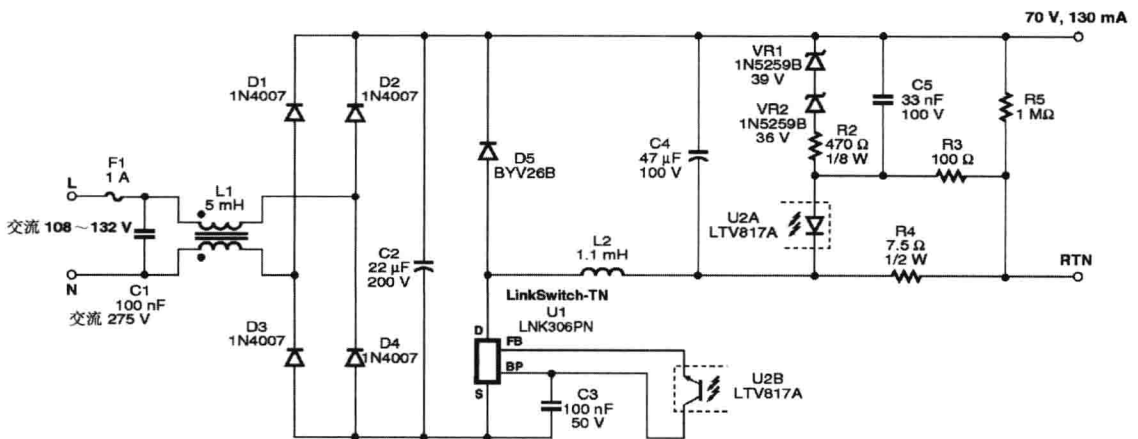 70 V, 130 mA
D1
1N4007
D2
1N4007
VR1
1N5259B
39 V
VR2
1N5259B
36 V
R2
470 Ω
1/8 W
C5
33 nF
100 V
R5
1 MΩ
R3
100 Ω
D5
BYV26B
C4
47 µF
100 V
F1
1 A
L
L1
5 mH
交流 108～132 V
N
C1
100 nF
交流 275 V
C2
22 µF
200 V
U2A
LTV817A
R4
7.5 Ω
1/2 W
RTN
L2
1.1 mH
LinkSwitch-TN
U1
LNK306PN
D
FB
BP
S
D3
1N4007
D4
1N4007
C3
100 nF
50 V
U2B
LTV817A